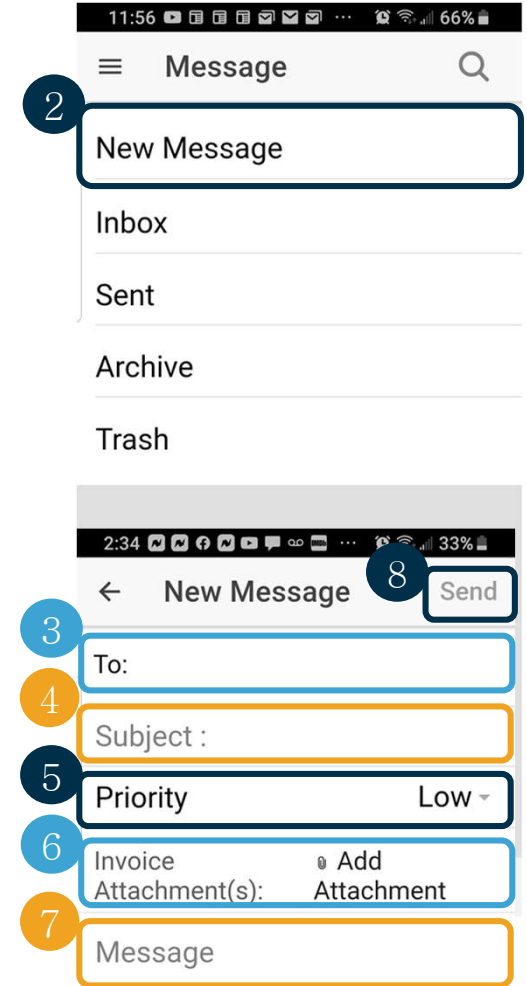 11:56 ... 66%
Message
2
New Message
Inbox
Sent
Archive
Trash
2:34 ... 33%
New Message
8
Send
3
To:
4
Subject :
5
Priority Low
6
Invoice Attachment(s):
Add Attachment
7
Message